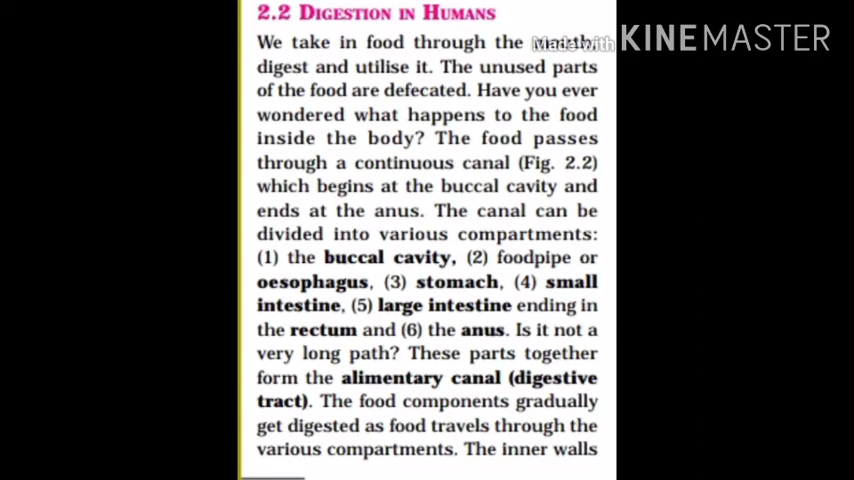 2.2 DIGESTION IN HUMANS
We take in food through the mouth,
digest and utilise it. The unused parts
of the food are defecated. Have you ever
wondered what happens to the food
inside the body? The food passes
through a continuous canal (Fig. 2.2)
which begins at the buccal cavity and
ends at the anus. The canal can be
divided into various compartments:
(1) the buccal cavity, (2) foodpipe or
oesophagus, (3) stomach, (4) small
intestine, (5) large intestine ending in
the rectum and (6) the anus. Is it not a
very long path? These parts together
form the alimentary canal (digestive
tract). The food components gradually
get digested as food travels through the
various compartments. The inner walls
Made with KINEMASTER